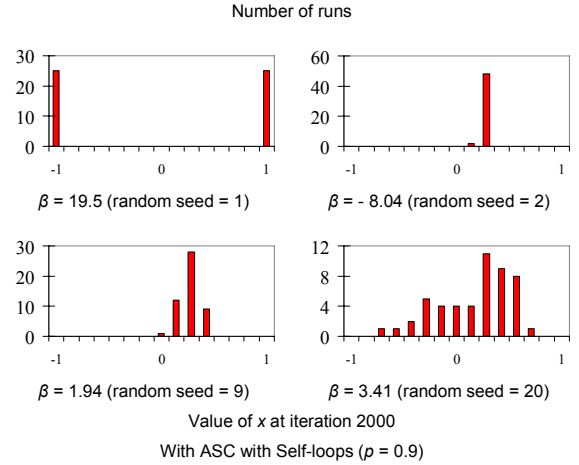 Number of runs
30
20
10
0
-1 0 1
β = 19.5 (random seed = 1)
60
40
20
0
-1 0 1
β = - 8.04 (random seed = 2)
30
20
10
0
-1 0 1
β = 1.94 (random seed = 9)
12
8
4
0
-1 0 1
β = 3.41 (random seed = 20)
Value of x at iteration 2000
With ASC with Self-loops (p = 0.9)